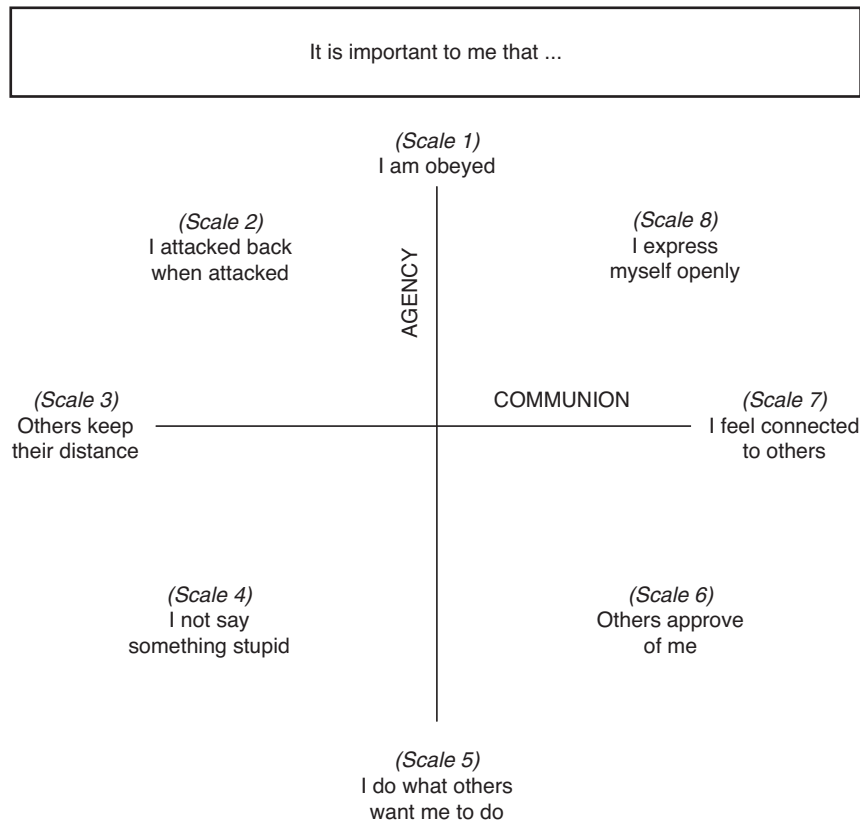 It is important to me that ...
(Scale 1)
I am obeyed
(Scale 2)
I attacked back
when attacked
(Scale 8)
I express
myself openly
AGENCY
COMMUNION
(Scale 3)
Others keep
their distance
(Scale 7)
I feel connected
to others
(Scale 4)
I not say
something stupid
(Scale 6)
Others approve
of me
(Scale 5)
I do what others
want me to do